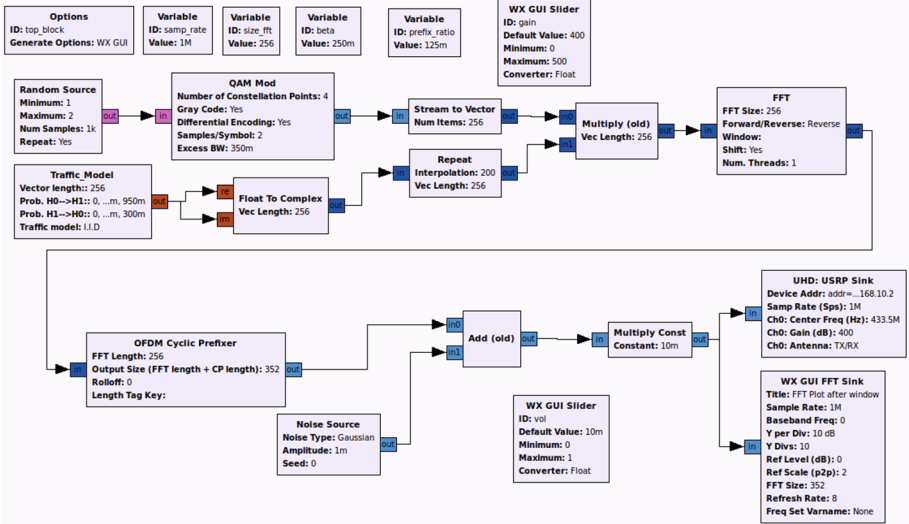 Options
ID: top_block
Generate Options: WX GUI
Variable
ID: samp_rate
Value: 1M
Variable
ID: size_fft
Value: 256
Variable
ID: beta
Value: 250m
Variable
ID: prefix_ratio
Value: 125m
WX GUI Slider
ID: gain
Default Value: 400
Minimum: 0
Maximum: 500
Converter: Float
Random Source
Minimum: 1
Maximum: 2
Num Samples: 1k
Repeat: Yes
out
in
QAM Mod
Number of Constellation Points: 4
Gray Code: Yes
Differential Encoding: Yes
Samples/Symbol: 2
Excess BW: 350m
out
in
Stream to Vector
Num Items: 256
out
in0
in1
Multiply (old)
Vec Length: 256
out
in
FFT
FFT Size: 256
Forward/Reverse: Reverse
Window:
Shift: Yes
Num. Threads: 1
out
Traffic_Model
Vector length:: 256
Prob. H0-->H1:: 0, ...m, 950m
Prob. H1-->H0:: 0, ...m, 300m
Traffic model: I.I.D
out
re
im
Float To Complex
Vec Length: 256
out
in
Repeat
Interpolation: 200
Vec Length: 256
out
in
OFDM Cyclic Prefixer
FFT Length: 256
Output Size (FFT length + CP length): 352
Rolloff: 0
Length Tag Key:
out
Noise Source
Noise Type: Gaussian
Amplitude: 1m
Seed: 0
out
in0
in1
Add (old)
out
in
Multiply Const
Constant: 10m
out
WX GUI Slider
ID: vol
Default Value: 10m
Minimum: 0
Maximum: 1
Converter: Float
in
UHD: USRP Sink
Device Addr: addr=...168.10.2
Samp Rate (Sps): 1M
Ch0: Center Freq (Hz): 433.5M
Ch0: Gain (dB): 400
Ch0: Antenna: TX/RX
in
WX GUI FFT Sink
Title: FFT Plot after window
Sample Rate: 1M
Baseband Freq: 0
Y per Div: 10 dB
Y Divs: 10
Ref Level (dB): 0
Ref Scale (p2p): 2
FFT Size: 352
Refresh Rate: 8
Freq Set Varname: None